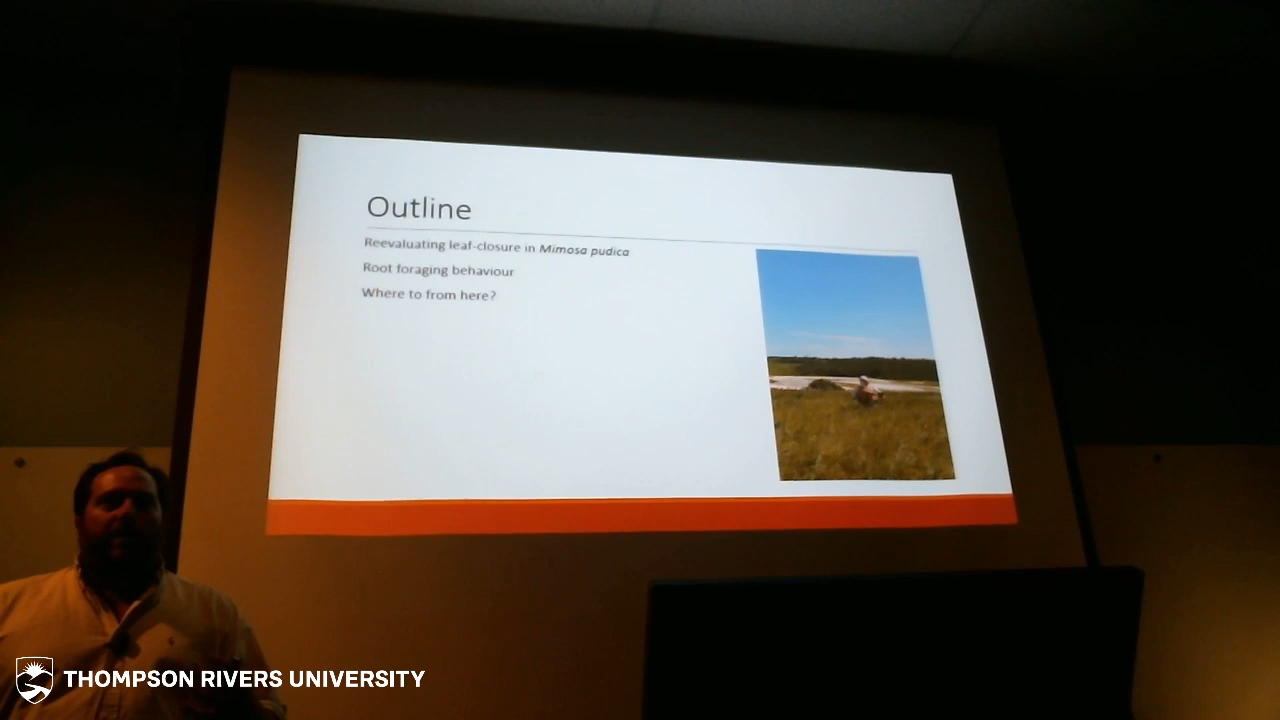 Outline
Reevaluating leaf-closure in Mimosa pudica
Root foraging behaviour
Where to from here?
THOMPSON RIVERS UNIVERSITY